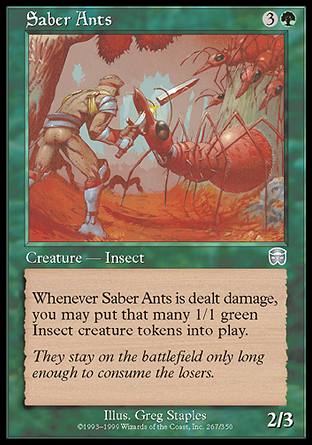 Saber Ants 3
Creature — Insect
Whenever Saber Ants is dealt damage,
you may put that many 1/1 green
Insect creature tokens into play.
They stay on the battlefield only long
enough to consume the losers.
Illus. Greg Staples
©1993–1999 Wizards of the Coast, Inc. 267/350
2/3